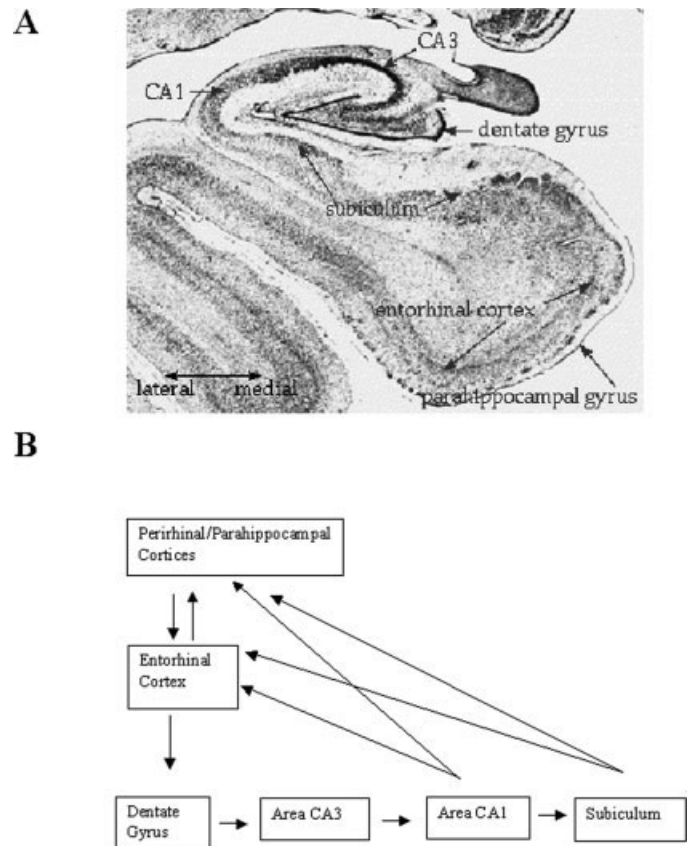 A
CA3
CA1
dentate gyrus
subiculum
entorhinal cortex
lateral medial
parahippocampal gyrus
B
Perirhinal/Parahippocampal
Cortices
Entorhinal
Cortex
Dentate
Gyrus
Area CA3
Area CA1
Subiculum